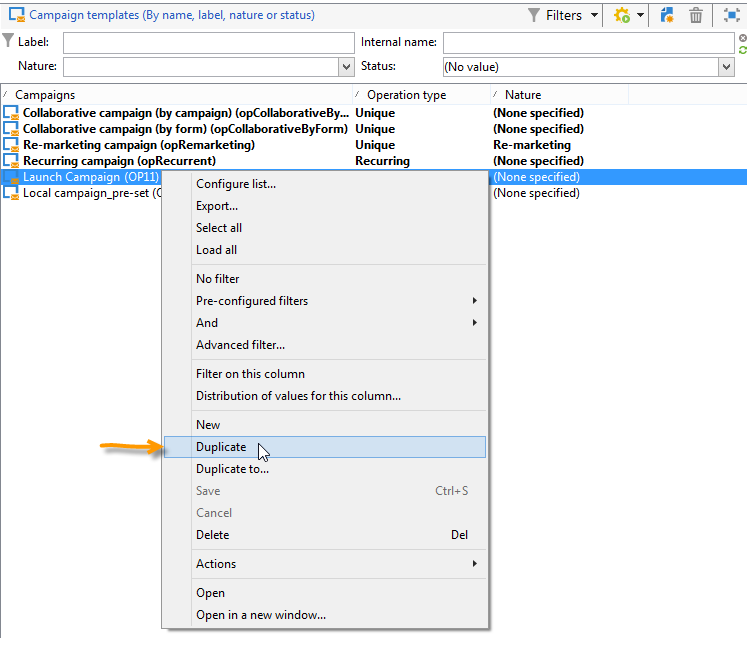 Campaign templates (By name, label, nature or status) Filters
Label: Internal name:
Nature: Status: (No value)
Campaigns Operation type Nature
Collaborative campaign (by campaign) (opCollaborativeBy... Unique (None specified)
Collaborative campaign (by form) (opCollaborativeByForm) Unique (None specified)
Re-marketing campaign (opRemarketing) Unique Re-marketing
Recurring campaign (opRecurrent) Recurring (None specified)
Launch Campaign (OP11) (None specified)
Local campaign_pre-set (O (None specified)
Configure list...
Export...
Select all
Load all
No filter
Pre-configured filters
And
Advanced filter...
Filter on this column
Distribution of values for this column...
New
Duplicate
Duplicate to...
Save Ctrl+S
Cancel
Delete Del
Actions
Open
Open in a new window...